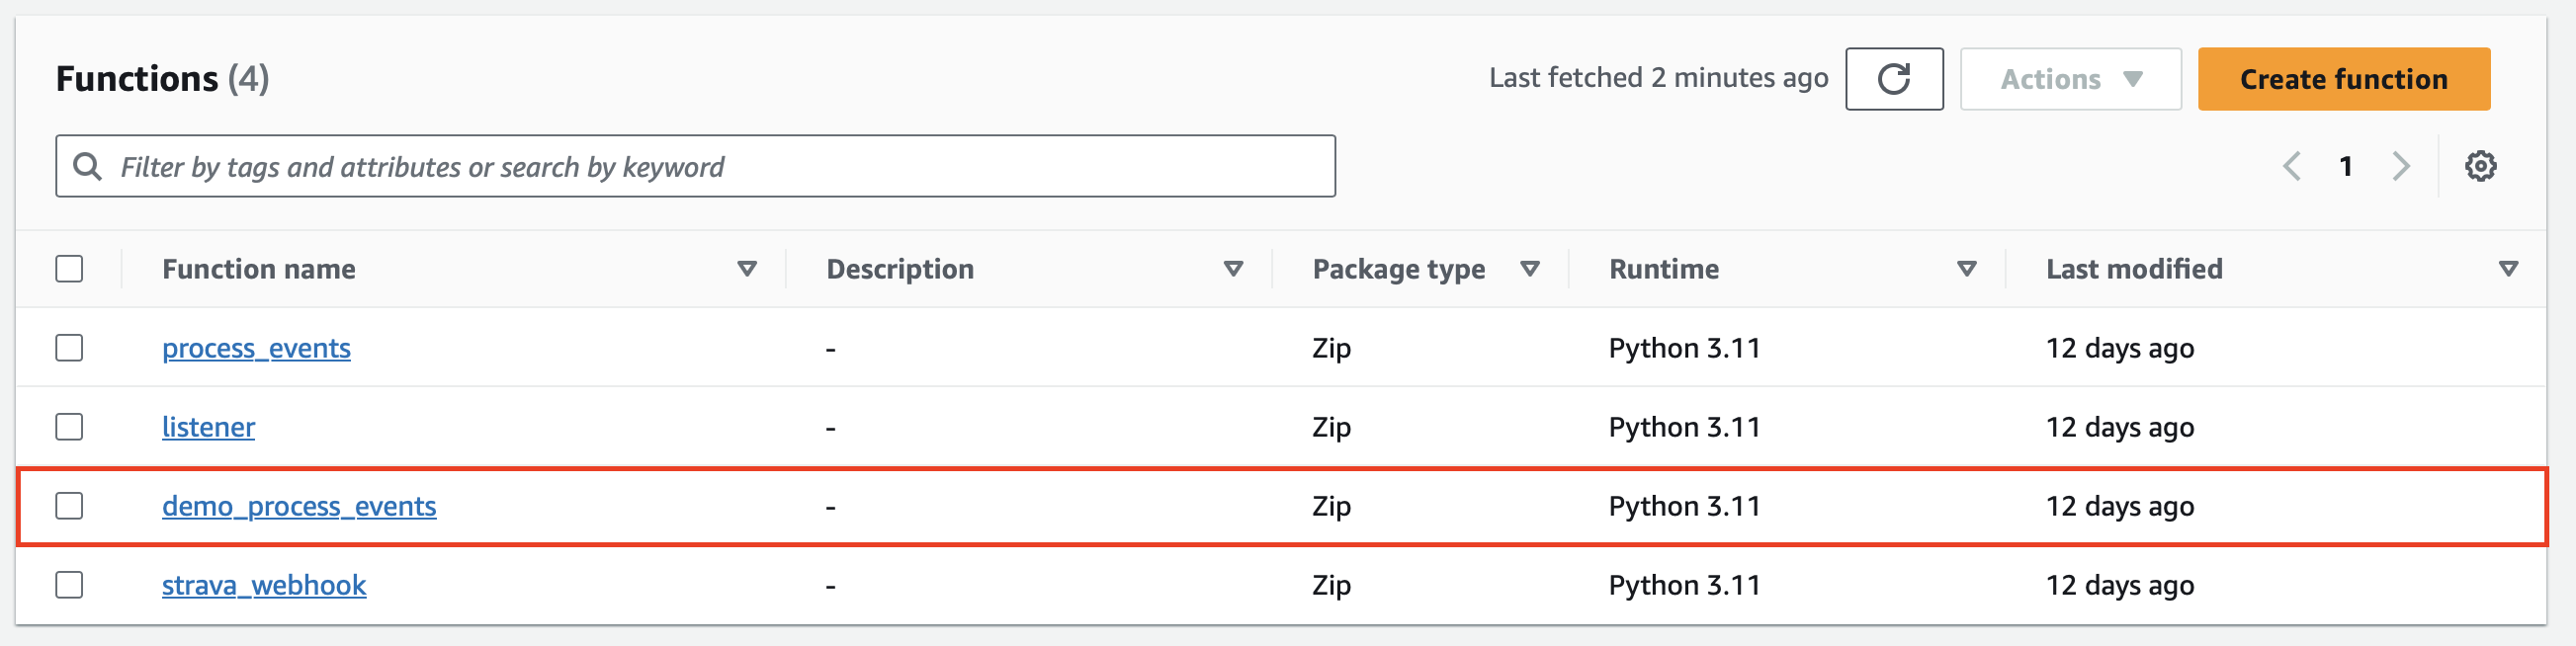 Functions (4)
Last fetched 2 minutes ago
Actions
Create function
Filter by tags and attributes or search by keyword
1
Function name Description Package type Runtime Last modified
process_events - Zip Python 3.11 12 days ago
listener - Zip Python 3.11 12 days ago
demo_process_events - Zip Python 3.11 12 days ago
strava_webhook - Zip Python 3.11 12 days ago